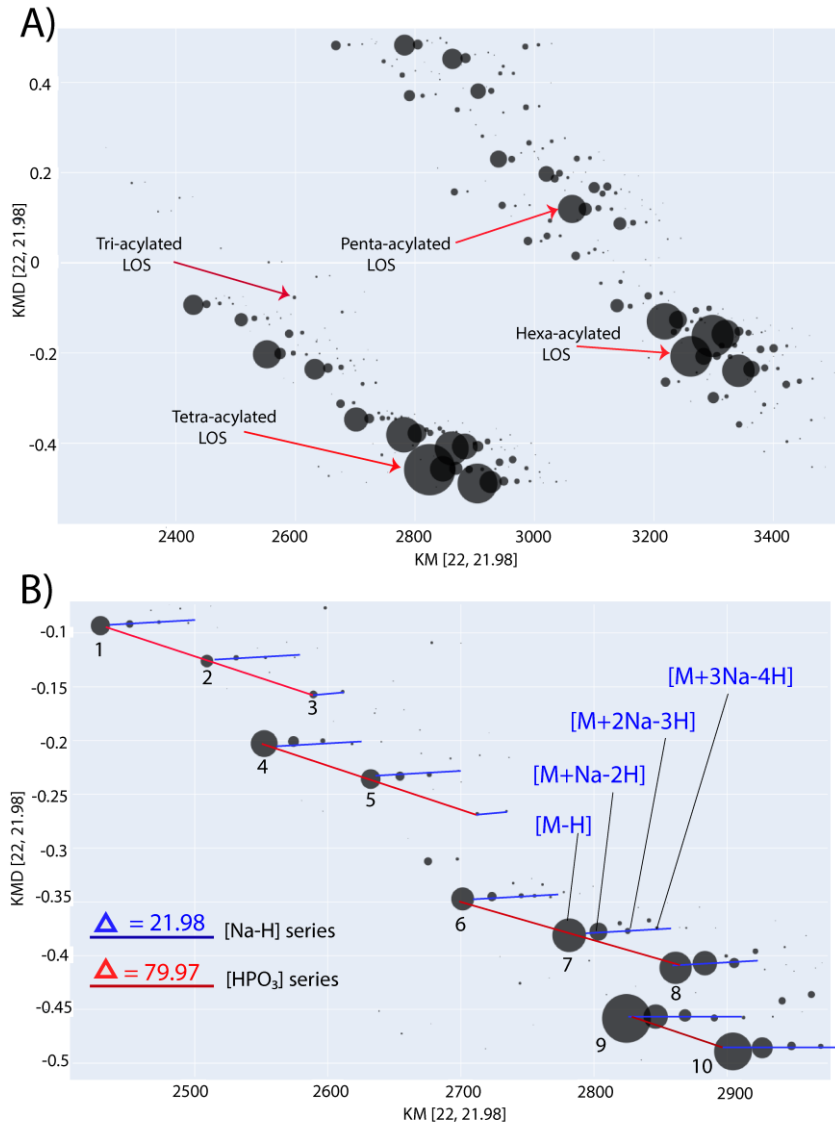 A)
KMD [22, 21.98]
0.4
0.2
0
-0.2
-0.4
Tri-acylated
LOS
Penta-acylated
LOS
Hexa-acylated
LOS
Tetra-acylated
LOS
2400 2600 2800 3000 3200 3400
KM [22, 21.98]
B)
KMD [22, 21.98]
-0.1
-0.15
-0.2
-0.25
-0.3
-0.35
-0.4
-0.45
-0.5
1
2
3
4
5
6
7
8
9
10
[M+3Na-4H]
[M+2Na-3H]
[M+Na-2H]
[M-H]
Δ = 21.98 [Na-H] series
Δ = 79.97 [HPO₃] series
2500 2600 2700 2800 2900
KM [22, 21.98]